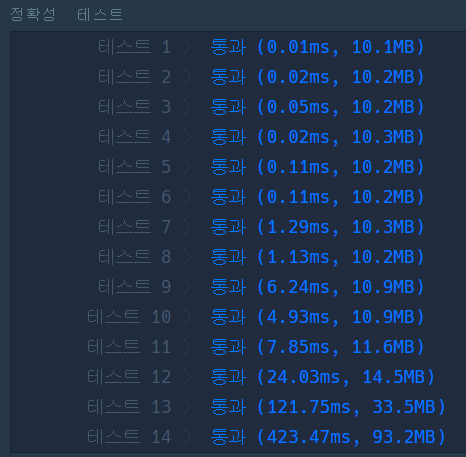 정확성 테스트
테스트 1 〉 통과 (0.01ms, 10.1MB)
테스트 2 〉 통과 (0.02ms, 10.2MB)
테스트 3 〉 통과 (0.05ms, 10.2MB)
테스트 4 〉 통과 (0.02ms, 10.3MB)
테스트 5 〉 통과 (0.11ms, 10.2MB)
테스트 6 〉 통과 (0.11ms, 10.2MB)
테스트 7 〉 통과 (1.29ms, 10.3MB)
테스트 8 〉 통과 (1.13ms, 10.2MB)
테스트 9 〉 통과 (6.24ms, 10.9MB)
테스트 10 〉 통과 (4.93ms, 10.9MB)
테스트 11 〉 통과 (7.85ms, 11.6MB)
테스트 12 〉 통과 (24.03ms, 14.5MB)
테스트 13 〉 통과 (121.75ms, 33.5MB)
테스트 14 〉 통과 (423.47ms, 93.2MB)